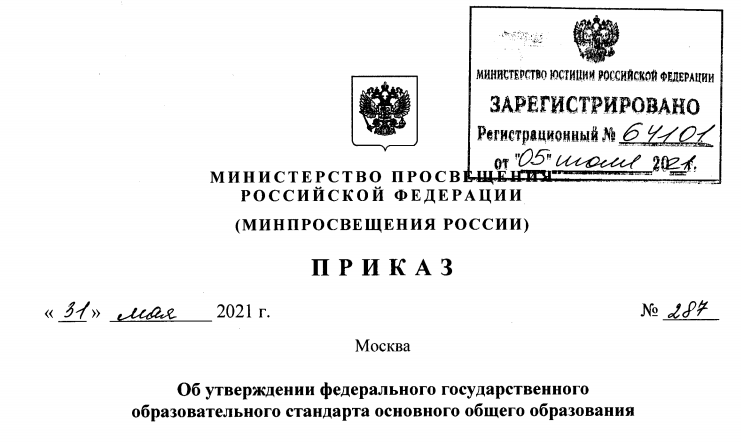 МИНИСТЕРСТВО ЮСТИЦИИ РОССИЙСКОЙ ФЕДЕРАЦИИ
ЗАРЕГИСТРИРОВАНО
Регистрационный № 64101
от "05" июля 2021г.
МИНИСТЕРСТВО ПРОСВЕЩЕНИЯ
РОССИЙСКОЙ ФЕДЕРАЦИИ
(МИНПРОСВЕЩЕНИЯ РОССИИ)
ПРИКАЗ
« 31 » мая 2021 г. № 287
Москва
Об утверждении федерального государственного
образовательного стандарта основного общего образования